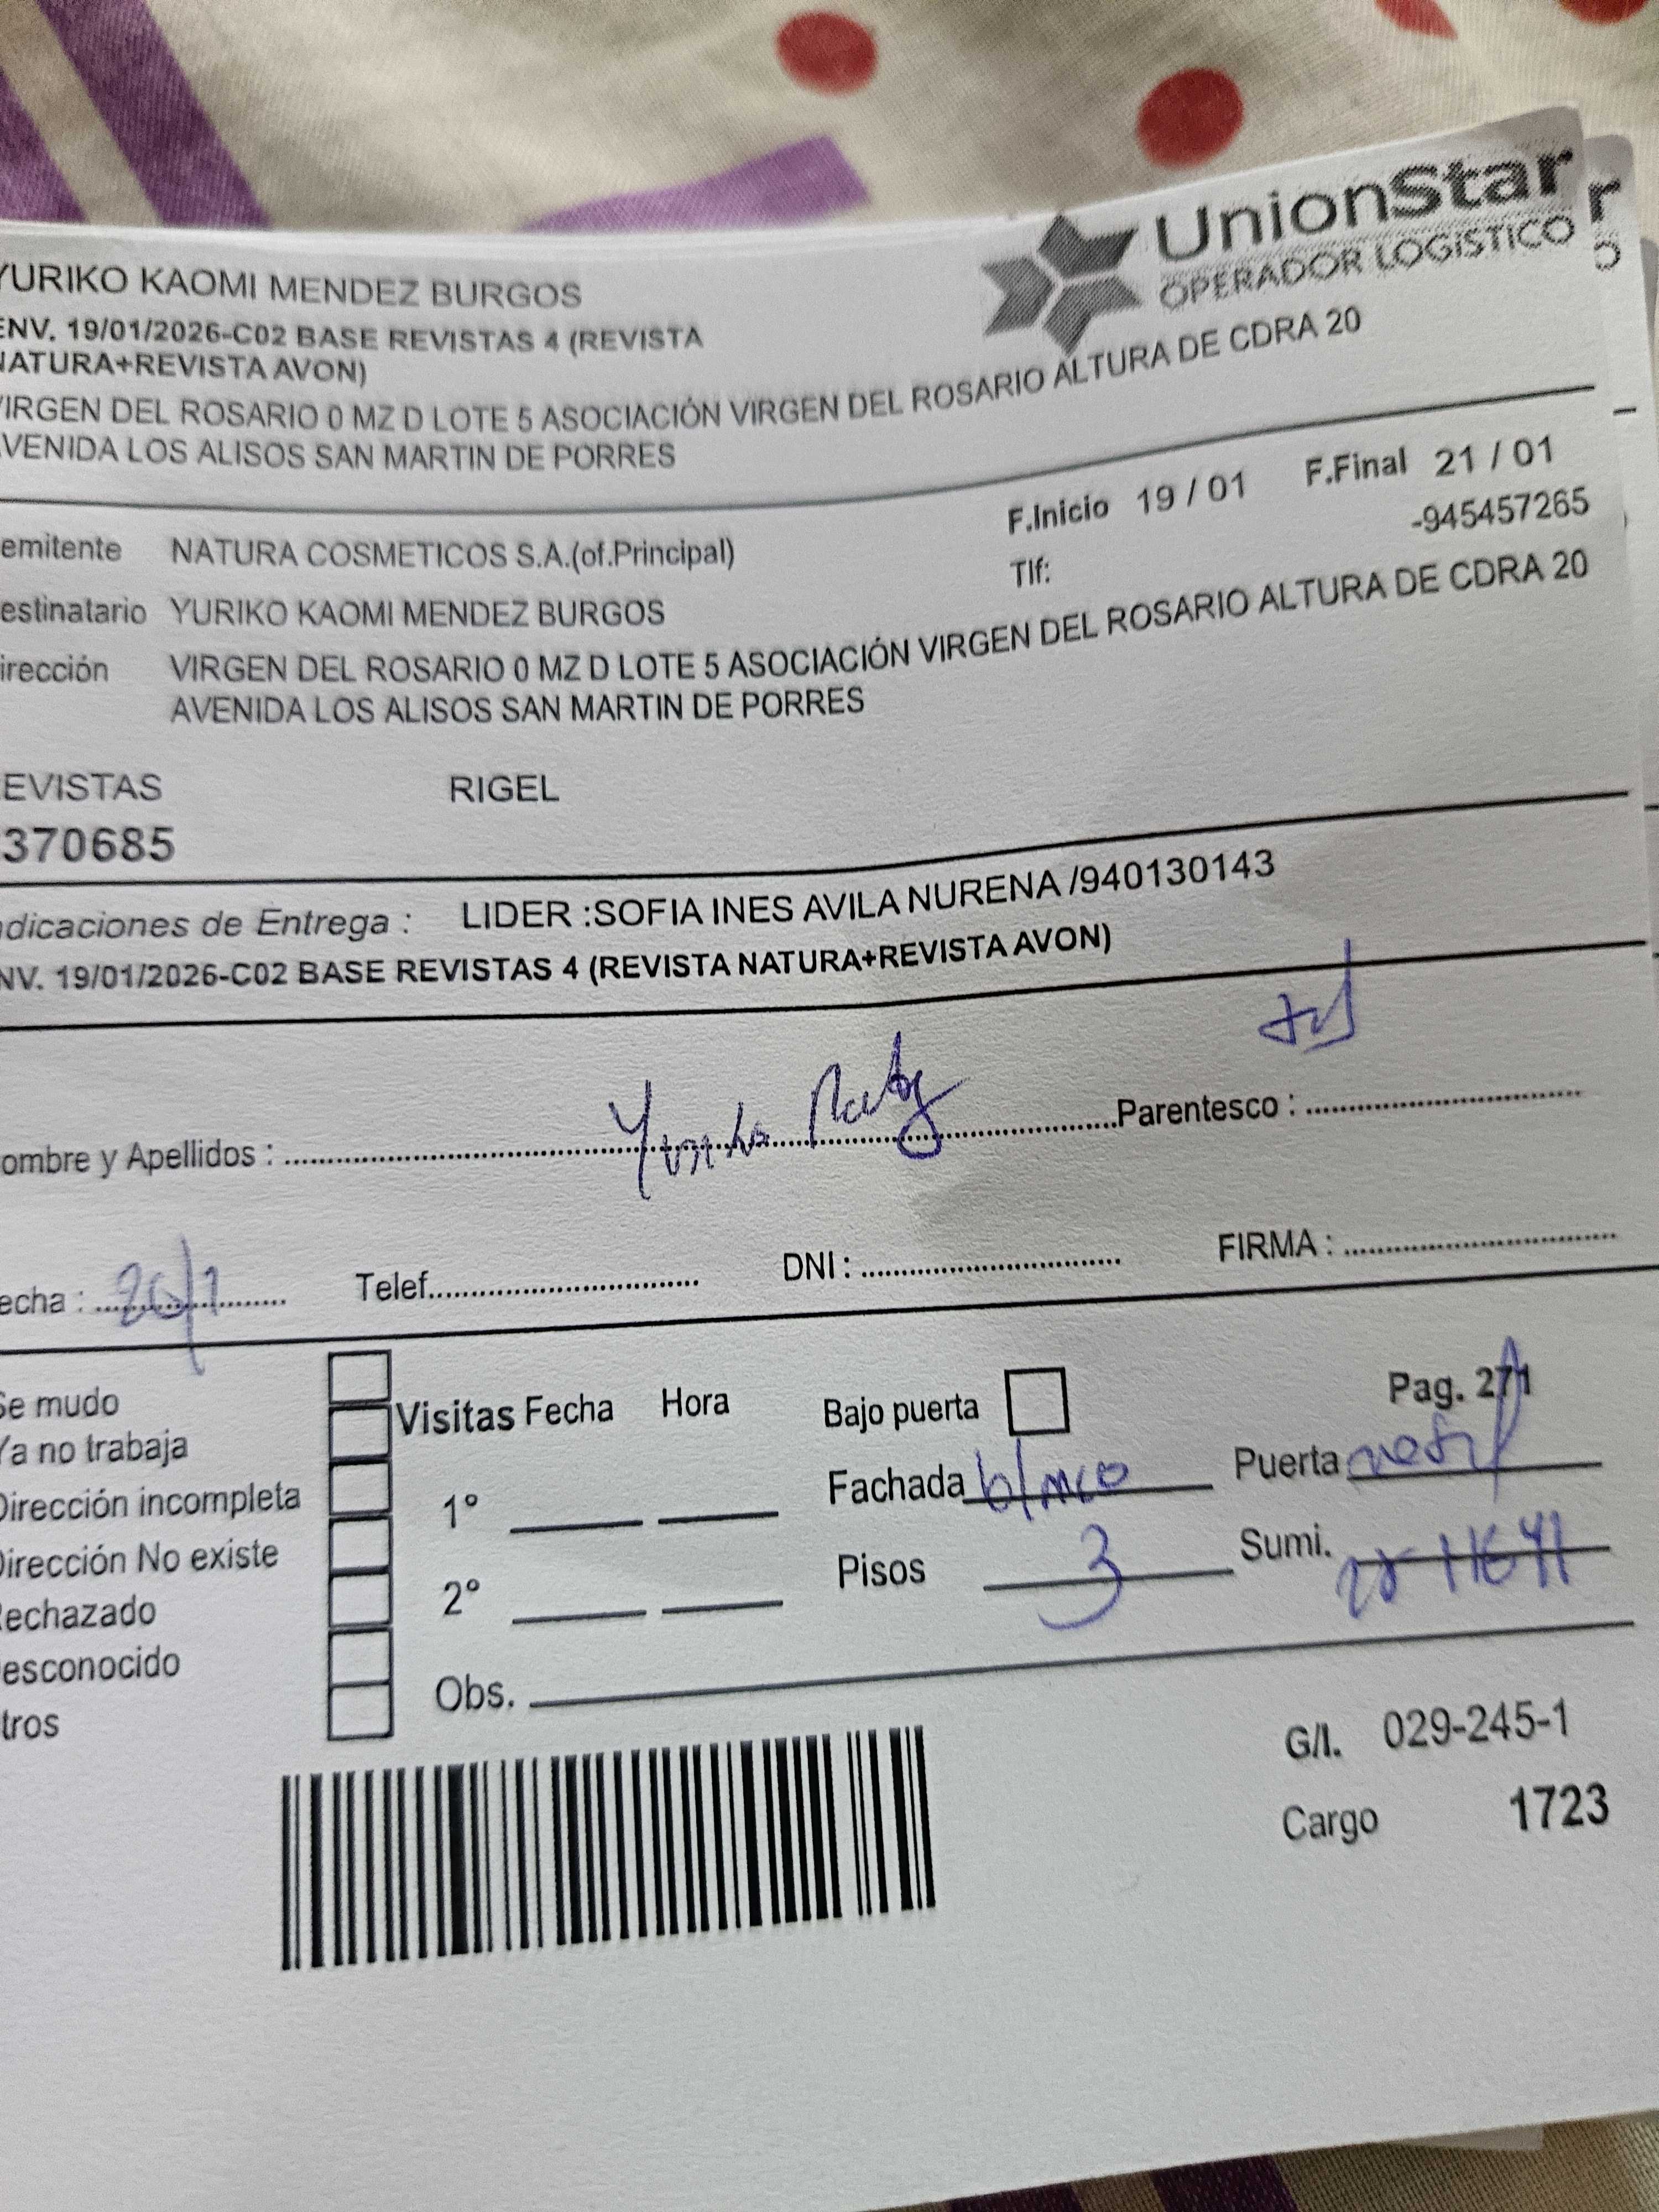 UnionStar
OPERADOR LOGISTICO
YURIKO KAOMI MENDEZ BURGOS
ENV. 19/01/2026-C02 BASE REVISTAS 4 (REVISTA
NATURA+REVISTA AVON)
VIRGEN DEL ROSARIO 0 MZ D LOTE 5 ASOCIACIÓN VIRGEN DEL ROSARIO ALTURA DE CDRA 20
AVENIDA LOS ALISOS SAN MARTIN DE PORRES
F.Inicio 19 / 01 F.Final 21 / 01
emitente NATURA COSMETICOS S.A.(of.Principal) Tlf: -945457265
estinatario YURIKO KAOMI MENDEZ BURGOS
irección VIRGEN DEL ROSARIO 0 MZ D LOTE 5 ASOCIACIÓN VIRGEN DEL ROSARIO ALTURA DE CDRA 20
AVENIDA LOS ALISOS SAN MARTIN DE PORRES
EVISTAS RIGEL
370685
ndicaciones de Entrega : LIDER :SOFIA INES AVILA NURENA /940130143
NV. 19/01/2026-C02 BASE REVISTAS 4 (REVISTA NATURA+REVISTA AVON)
ombre y Apellidos : Parentesco :
echa : 20/1 Telef. DNI : FIRMA :
Se mudo
Ya no trabaja
Dirección incompleta
Dirección No existe
Rechazado
esconocido
tros
Visitas Fecha Hora
1°
2°
Obs.
Bajo puerta Pag. 271
Fachada blanco Puerta
Pisos 3 Sumi.
G/I. 029-245-1
Cargo 1723